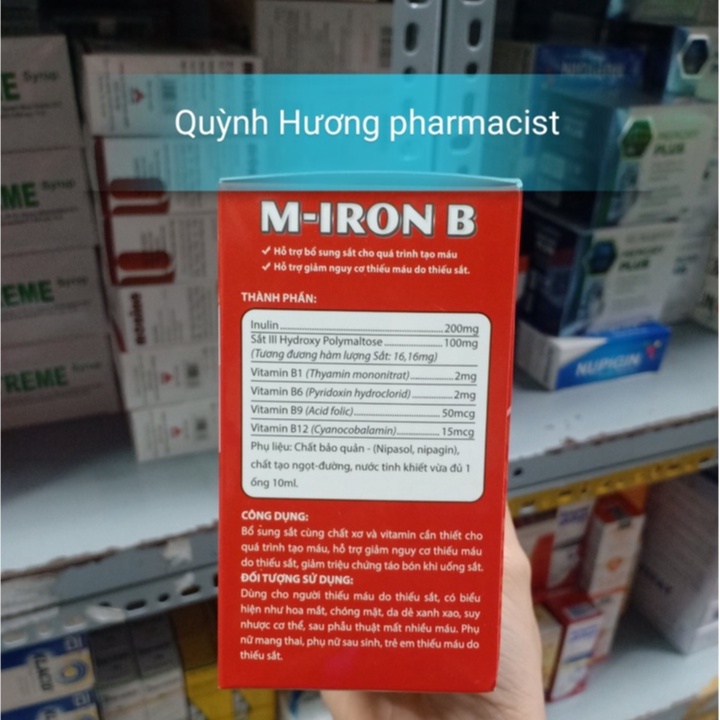 Quỳnh Hương pharmacist
M-IRON B
✓ Hỗ trợ bổ sung sắt cho quá trình tạo máu
✓ Hỗ trợ giảm nguy cơ thiếu máu do thiếu sắt.
THÀNH PHẦN:
Inulin 200mg
Sắt III Hydroxy Polymaltose 100mg
(Tương đương hàm lượng Sắt: 16,16mg)
Vitamin B1 (Thyamin mononitrat) 2mg
Vitamin B6 (Pyridoxin hydroclorid) 2mg
Vitamin B9 (Acid folic) 50mcg
Vitamin B12 (Cyanocobalamin) 15mcg
Phụ liệu: Chất bảo quản - (Nipasol, nipagin),
chất tạo ngọt-đường, nước tinh khiết vừa đủ 1
ống 10ml.
CÔNG DỤNG:
Bổ sung sắt cùng chất xơ và vitamin cần thiết cho
quá trình tạo máu, hỗ trợ giảm nguy cơ thiếu máu
do thiếu sắt, giảm triệu chứng táo bón khi uống sắt.
ĐỐI TƯỢNG SỬ DỤNG:
Dùng cho người thiếu máu do thiếu sắt, có biểu
hiện như hoa mắt, chóng mặt, da dẻ xanh xao, suy
nhược cơ thể, sau phẫu thuật mất nhiều máu. Phụ
nữ mang thai, phụ nữ sau sinh, trẻ em thiếu máu do
thiếu sắt.
Syrup
ME Syrup
EME
TREME
PLUS
PLUS
NUPIGIN